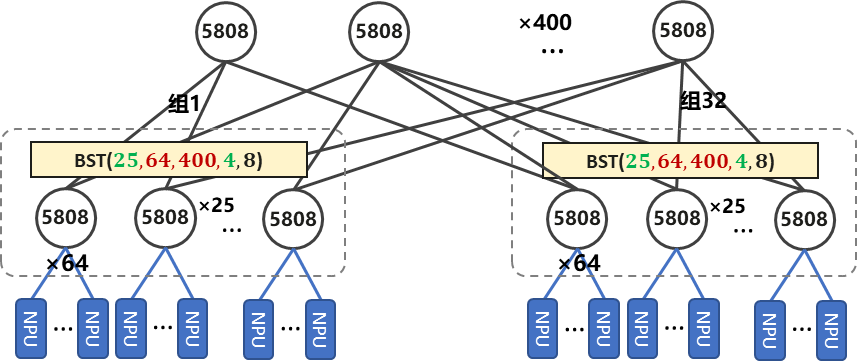 5808 5808 ×400 ... 5808
组1 组32
BST(25,64,400,4,8) BST(25,64,400,4,8)
5808 5808 ×25 ... 5808 5808 5808 ×25 ... 5808
×64 ×64
NPU ... NPU NPU ... NPU NPU ... NPU NPU ... NPU NPU ... NPU NPU ... NPU